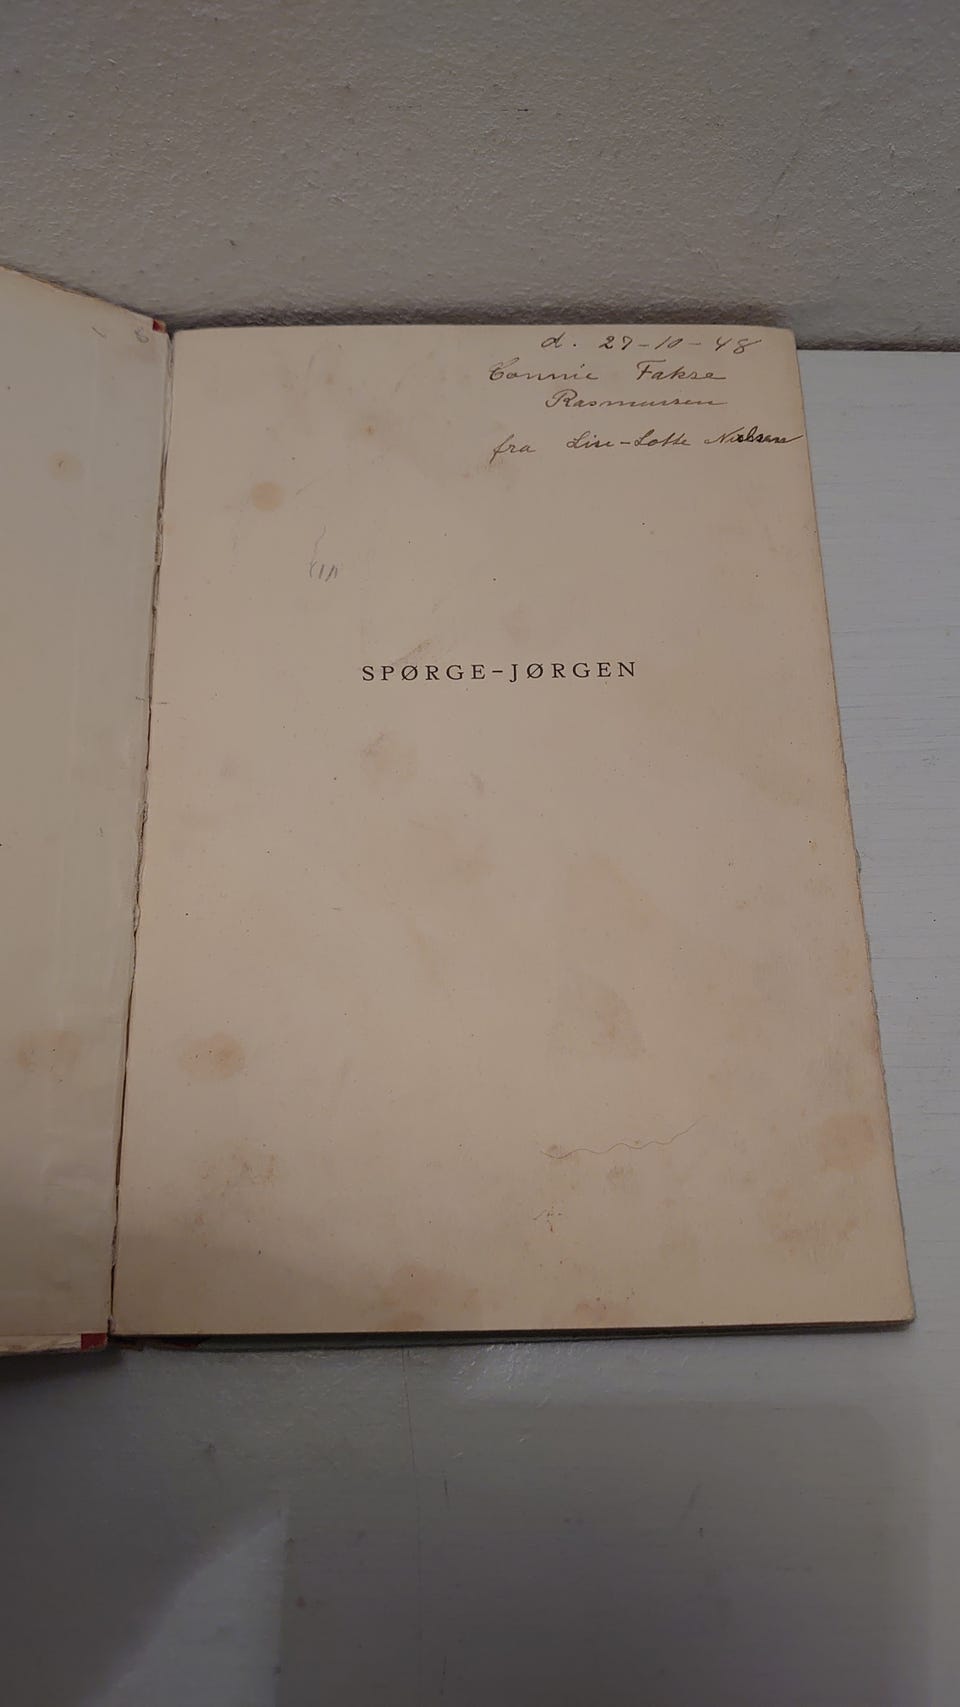 d. 27-10-48
Connie Fakse
Rasmussen
fra Lise-Lotte Nielsen
SPØRGE-JØRGEN